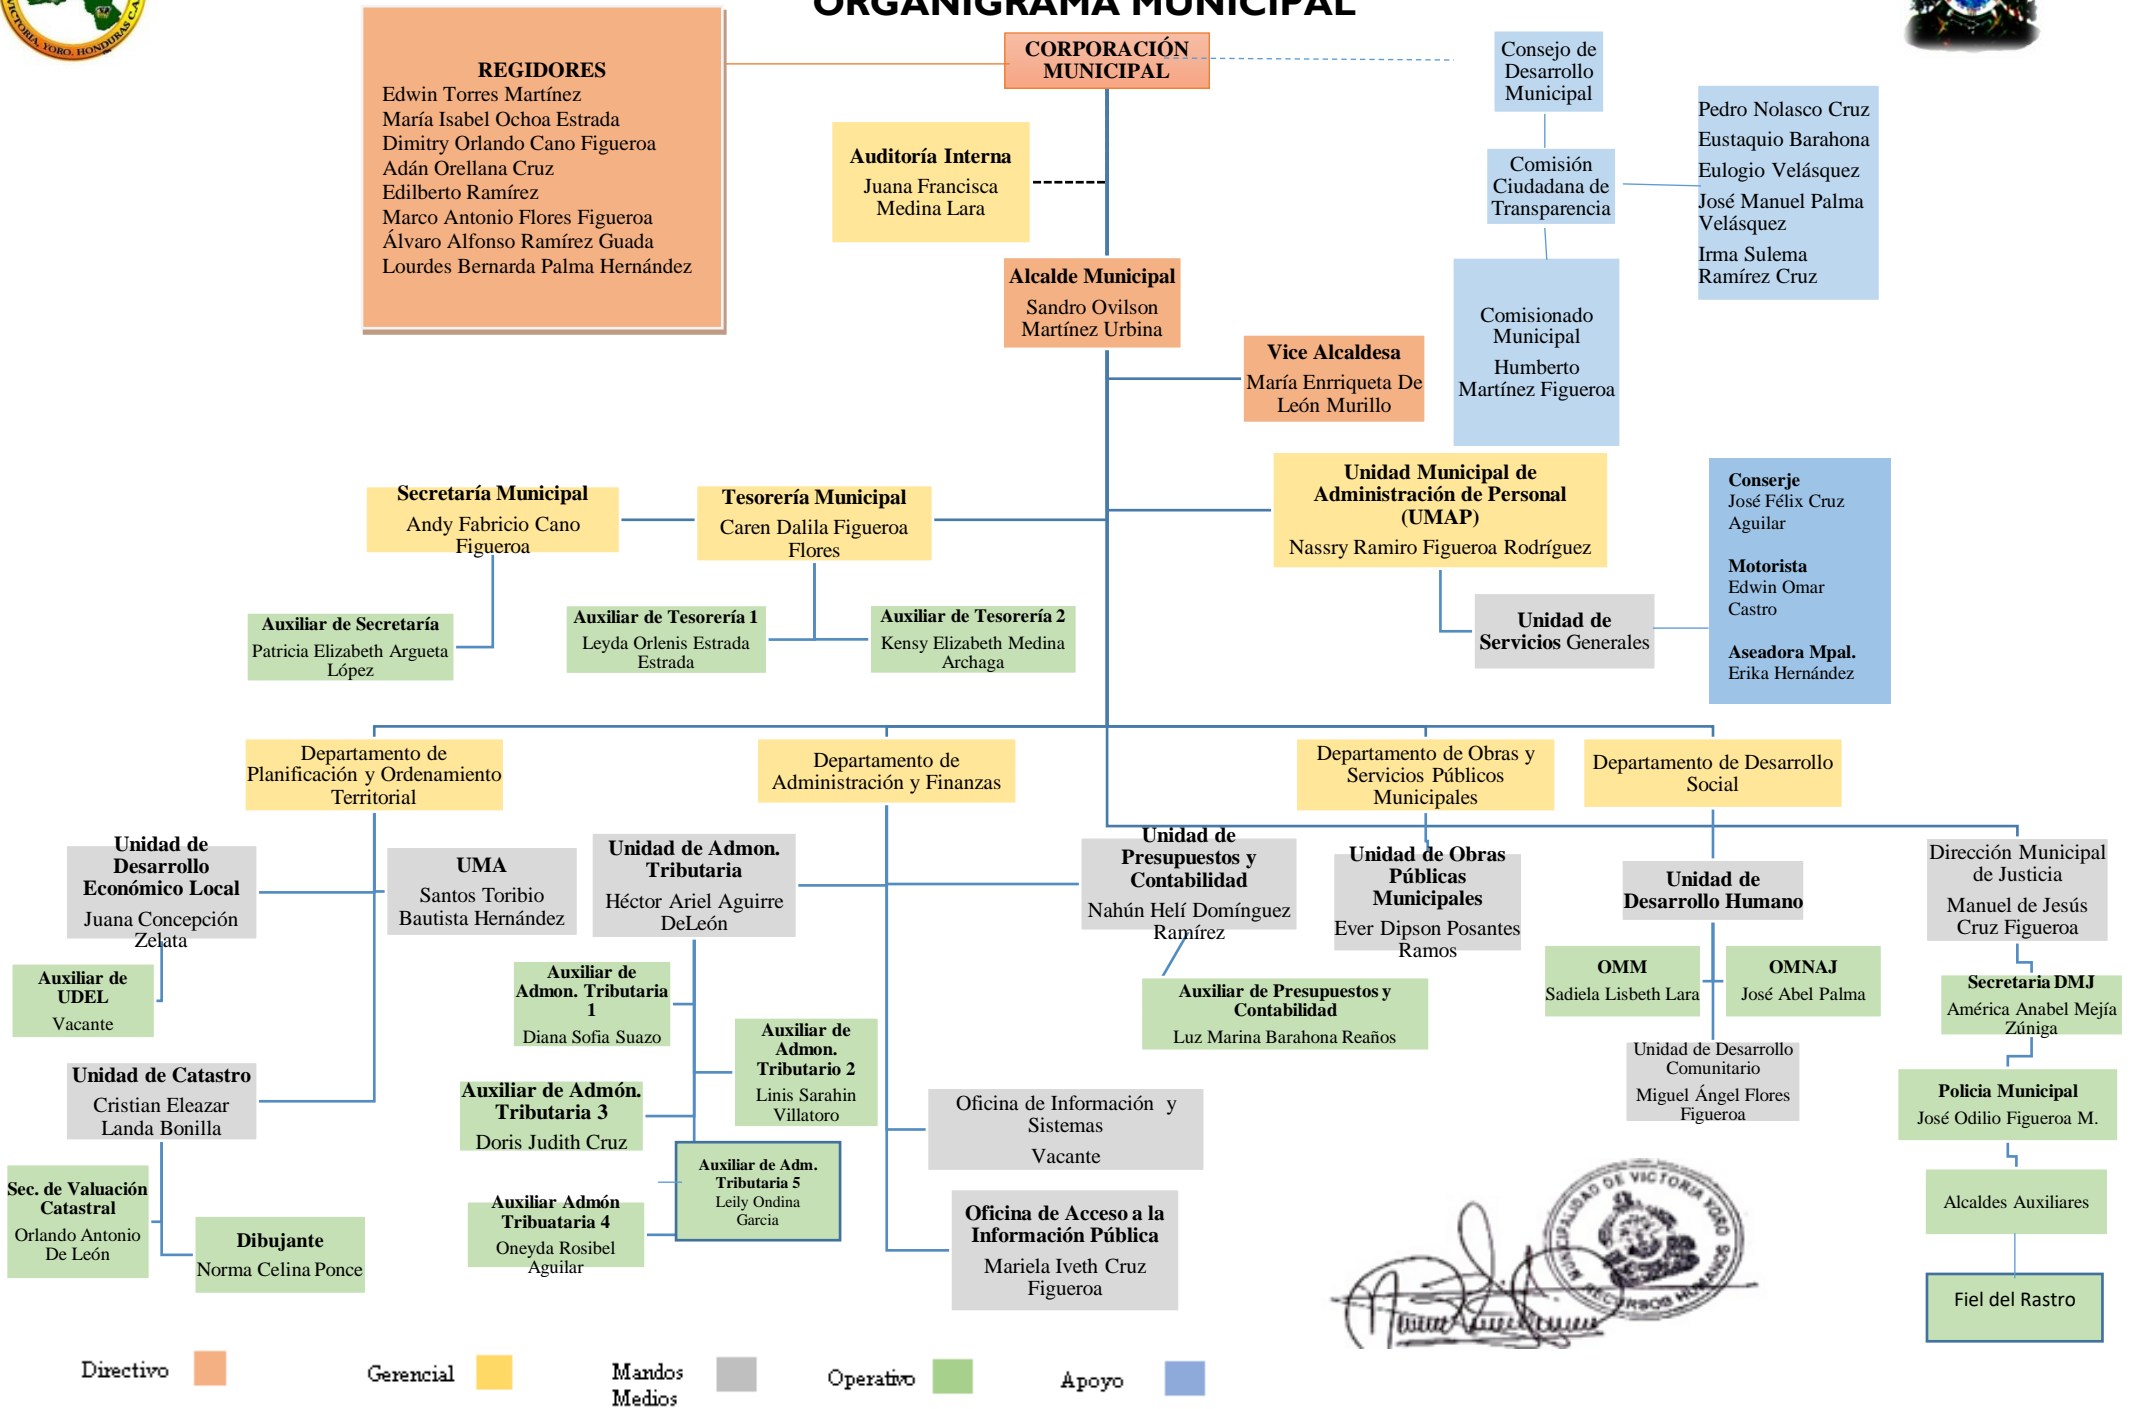 ORGANIGRAMA MUNICIPAL
VICTORIA, YORO. HONDURAS C.A.
REGIDORES
Edwin Torres Martínez
María Isabel Ochoa Estrada
Dimitry Orlando Cano Figueroa
Adán Orellana Cruz
Edilberto Ramírez
Marco Antonio Flores Figueroa
Álvaro Alfonso Ramírez Guada
Lourdes Bernarda Palma Hernández
CORPORACIÓN
MUNICIPAL
Consejo de
Desarrollo
Municipal
Auditoría Interna
Juana Francisca
Medina Lara
Comisión
Ciudadana de
Transparencia
Pedro Nolasco Cruz
Eustaquio Barahona
Eulogio Velásquez
José Manuel Palma
Velásquez
Irma Sulema
Ramírez Cruz
Alcalde Municipal
Sandro Ovilson
Martínez Urbina
Comisionado
Municipal
Humberto
Martínez Figueroa
Vice Alcaldesa
María Enrriqueta De
León Murillo
Secretaría Municipal
Andy Fabricio Cano
Figueroa
Tesorería Municipal
Caren Dalila Figueroa
Flores
Unidad Municipal de
Administración de Personal
(UMAP)
Nassry Ramiro Figueroa Rodríguez
Conserje
José Félix Cruz
Aguilar
Motorista
Edwin Omar
Castro
Aseadora Mpal.
Erika Hernández
Auxiliar de Secretaría
Patricia Elizabeth Argueta
López
Auxiliar de Tesorería 1
Leyda Orlenis Estrada
Estrada
Auxiliar de Tesorería 2
Kensy Elizabeth Medina
Archaga
Unidad de
Servicios Generales
Departamento de
Planificación y Ordenamiento
Territorial
Departamento de
Administración y Finanzas
Departamento de Obras y
Servicios Públicos
Municipales
Departamento de Desarrollo
Social
Unidad de
Desarrollo
Económico Local
Juana Concepción
Zelata
UMA
Santos Toribio
Bautista Hernández
Unidad de Admon.
Tributaria
Héctor Ariel Aguirre
DeLeón
Unidad de
Presupuestos y
Contabilidad
Nahún Helí Domínguez
Ramírez
Unidad de Obras
Públicas
Municipales
Ever Dipson Posantes
Ramos
Unidad de
Desarrollo Humano
Dirección Municipal
de Justicia
Manuel de Jesús
Cruz Figueroa
Auxiliar de
UDEL
Vacante
Auxiliar de
Admon. Tributaria
1
Diana Sofia Suazo
Auxiliar de Presupuestos y
Contabilidad
Luz Marina Barahona Reaños
OMM
Sadiela Lisbeth Lara
OMNAJ
José Abel Palma
Secretaria DMJ
América Anabel Mejía
Zúniga
Auxiliar de
Admon.
Tributario 2
Linis Sarahin
Villatoro
Unidad de Desarrollo
Comunitario
Miguel Ángel Flores
Figueroa
Unidad de Catastro
Cristian Eleazar
Landa Bonilla
Auxiliar de Admón.
Tributaria 3
Doris Judith Cruz
Oficina de Información y
Sistemas
Vacante
Policia Municipal
José Odilio Figueroa M.
Auxiliar de Adm.
Tributaria 5
Leily Ondina
Garcia
Sec. de Valuación
Catastral
Orlando Antonio
De León
Dibujante
Norma Celina Ponce
Auxiliar Admón
Tribuataria 4
Oneyda Rosibel
Aguilar
Oficina de Acceso a la
Información Pública
Mariela Iveth Cruz
Figueroa
MUNICIPALIDAD DE VICTORIA YORO
RECURSOS HUMANOS
Alcaldes Auxiliares
Fiel del Rastro
Directivo
Gerencial
Mandos
Medios
Operativo
Apoyo